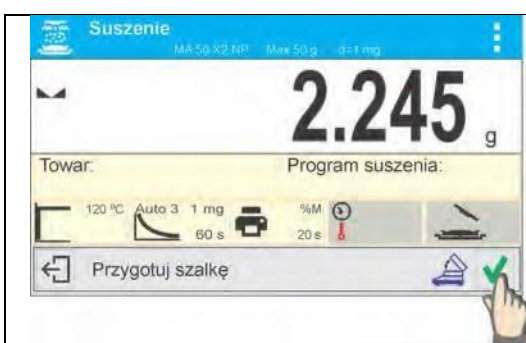 Suszenie
MA 50.X2.NP Max 50 g d=1 mg
2.245 g
Towar: Program suszenia:
120 °C Auto 3 1 mg %M
60 s 20 s
Przygotuj szalkę